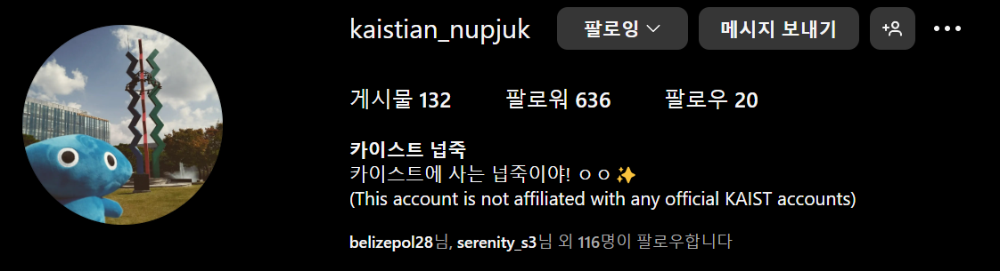 kaistian_nupjuk 팔로잉 메시지 보내기
게시물 132 팔로워 636 팔로우 20
카이스트 넙죽
카이스트에 사는 넙죽이야! ㅇㅇ✨
(This account is not affiliated with any official KAIST accounts)
belizepol28님, serenity_s3님 외 116명이 팔로우합니다